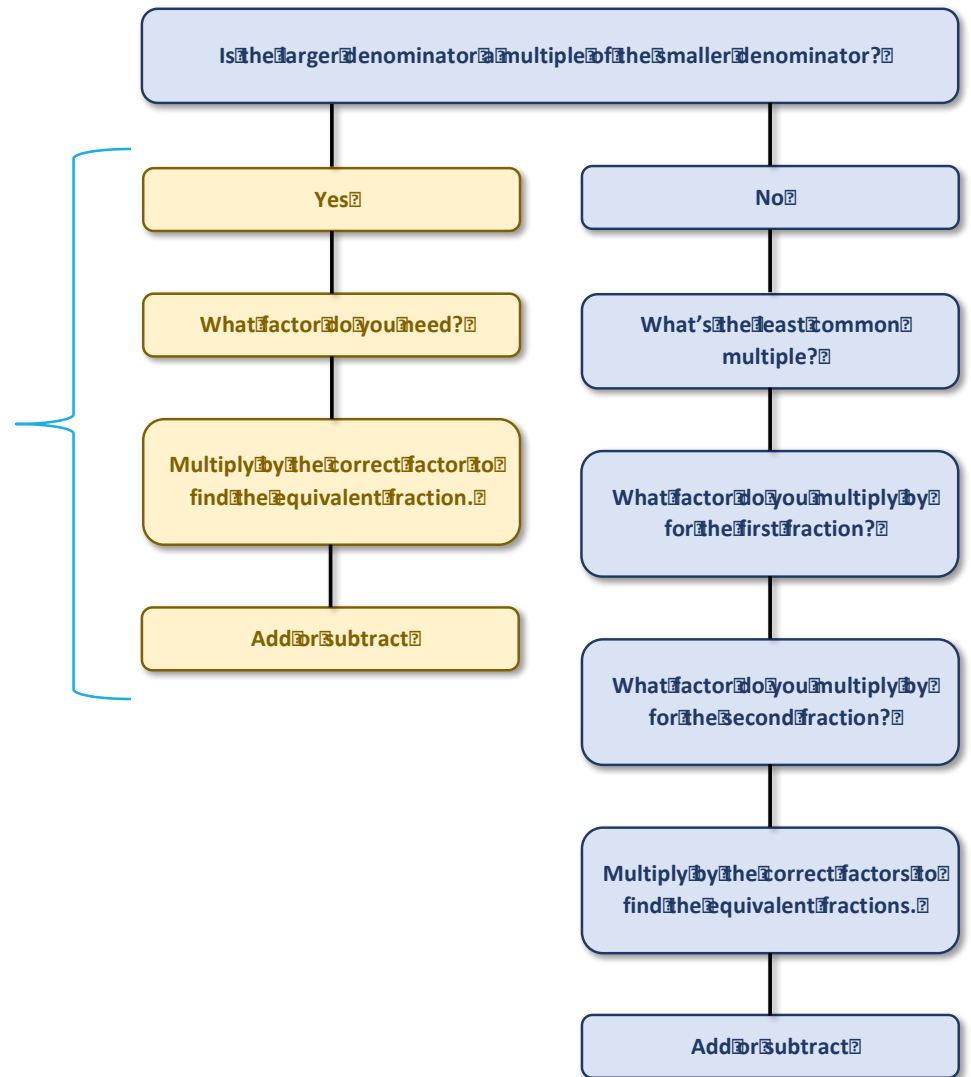 Is the larger denominator a multiple of the smaller denominator?
Yes
What factor do you need?
Multiply by the correct factor to
find the equivalent fraction.
Add or subtract
No
What's the least common
multiple?
What factor do you multiply by
for the first fraction?
What factor do you multiply by
for the second fraction?
Multiply by the correct factors to
find the equivalent fractions.
Add or subtract